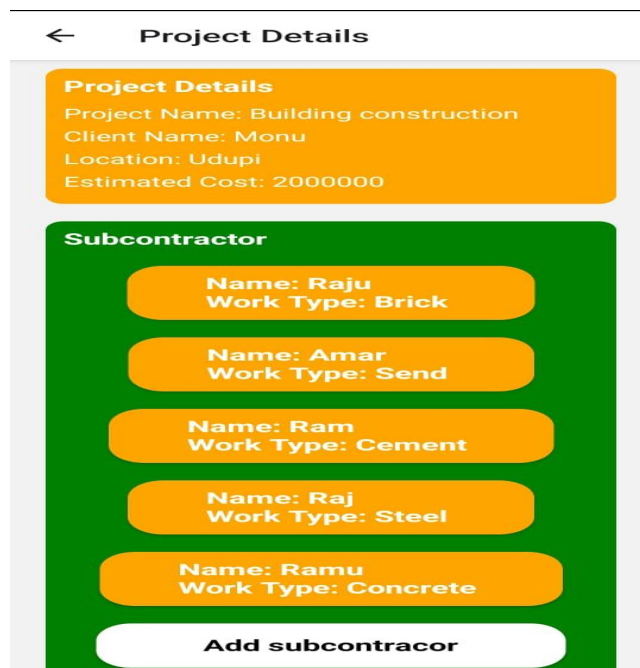 Project Details
Project Details
Project Name: Building construction
Client Name: Monu
Location: Udupi
Estimated Cost: 2000000
Subcontractor
Name: Raju
Work Type: Brick
Name: Amar
Work Type: Send
Name: Ram
Work Type: Cement
Name: Raj
Work Type: Steel
Name: Ramu
Work Type: Concrete
Add subcontracor